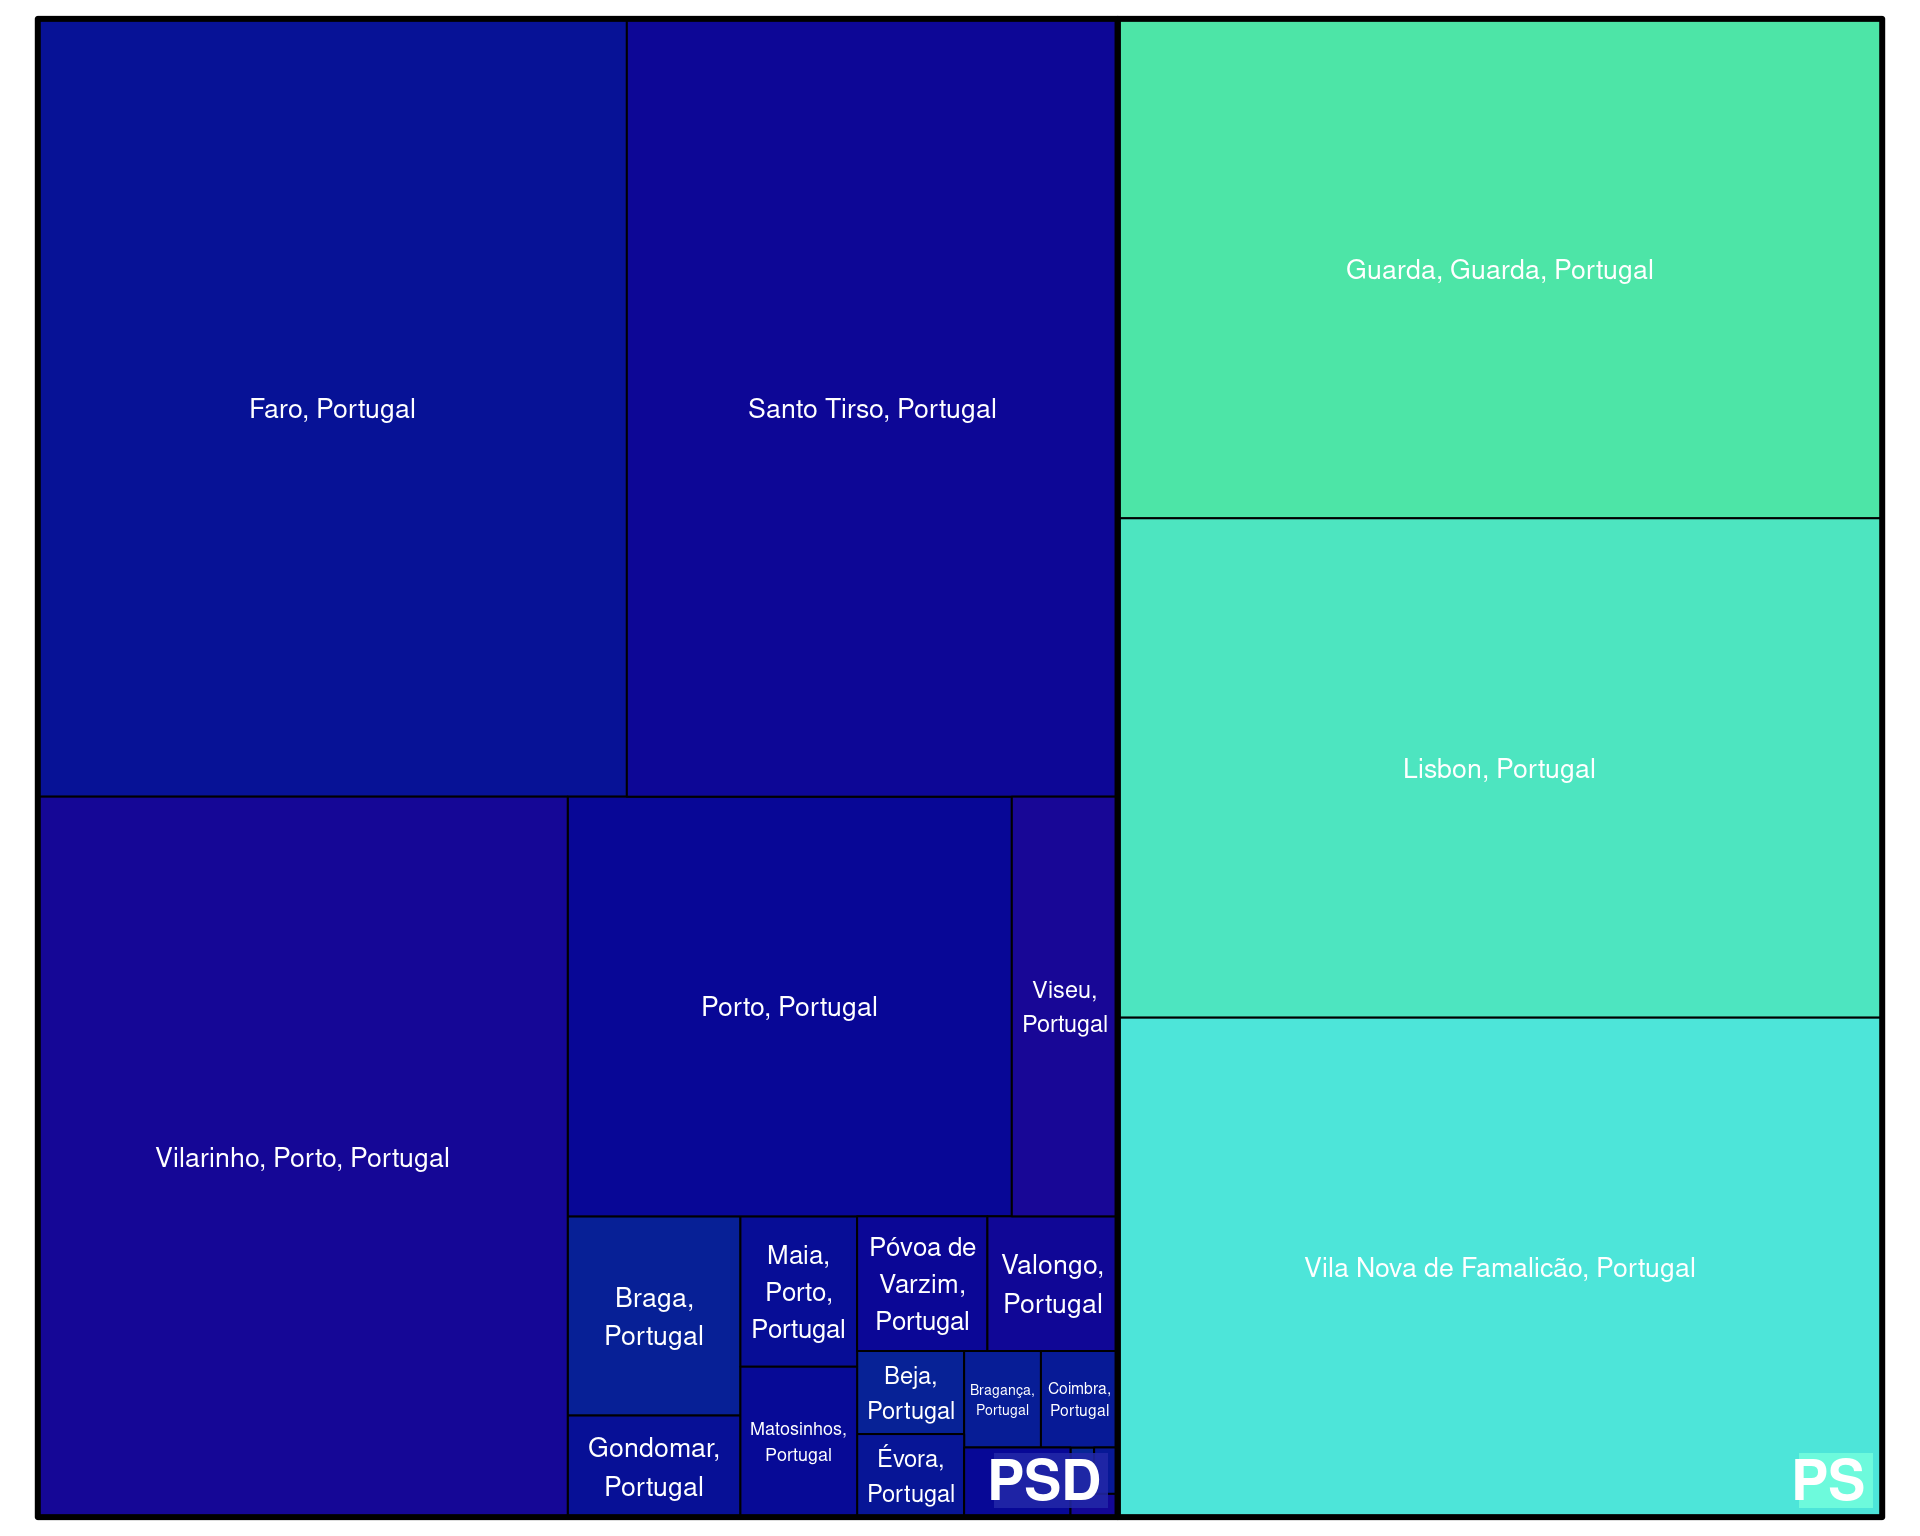 Faro, Portugal
Santo Tirso, Portugal
Guarda, Guarda, Portugal
Lisbon, Portugal
Vilarinho, Porto, Portugal
Porto, Portugal
Viseu,
Portugal
Vila Nova de Famalicão, Portugal
Braga,
Portugal
Maia,
Porto,
Portugal
Póvoa de
Varzim,
Portugal
Valongo,
Portugal
Gondomar,
Portugal
Matosinhos,
Portugal
Beja,
Portugal
Bragança,
Portugal
Coimbra,
Portugal
Évora,
Portugal
PSD
PS